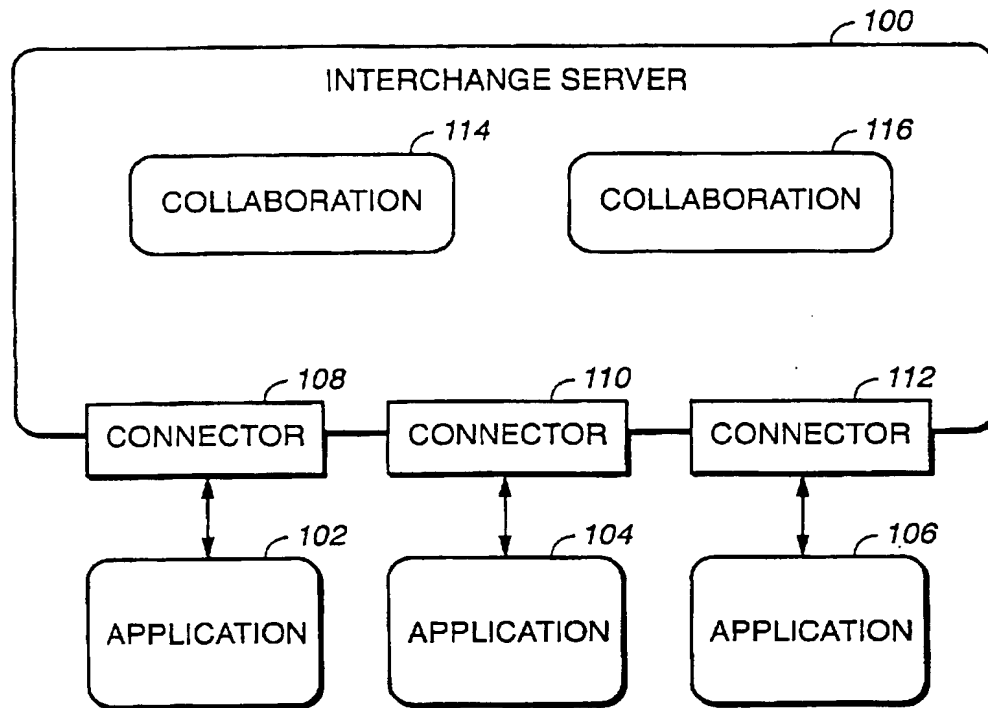 100
INTERCHANGE SERVER
114
116
COLLABORATION
COLLABORATION
108
110
112
CONNECTOR
CONNECTOR
CONNECTOR
102
104
106
APPLICATION
APPLICATION
APPLICATION